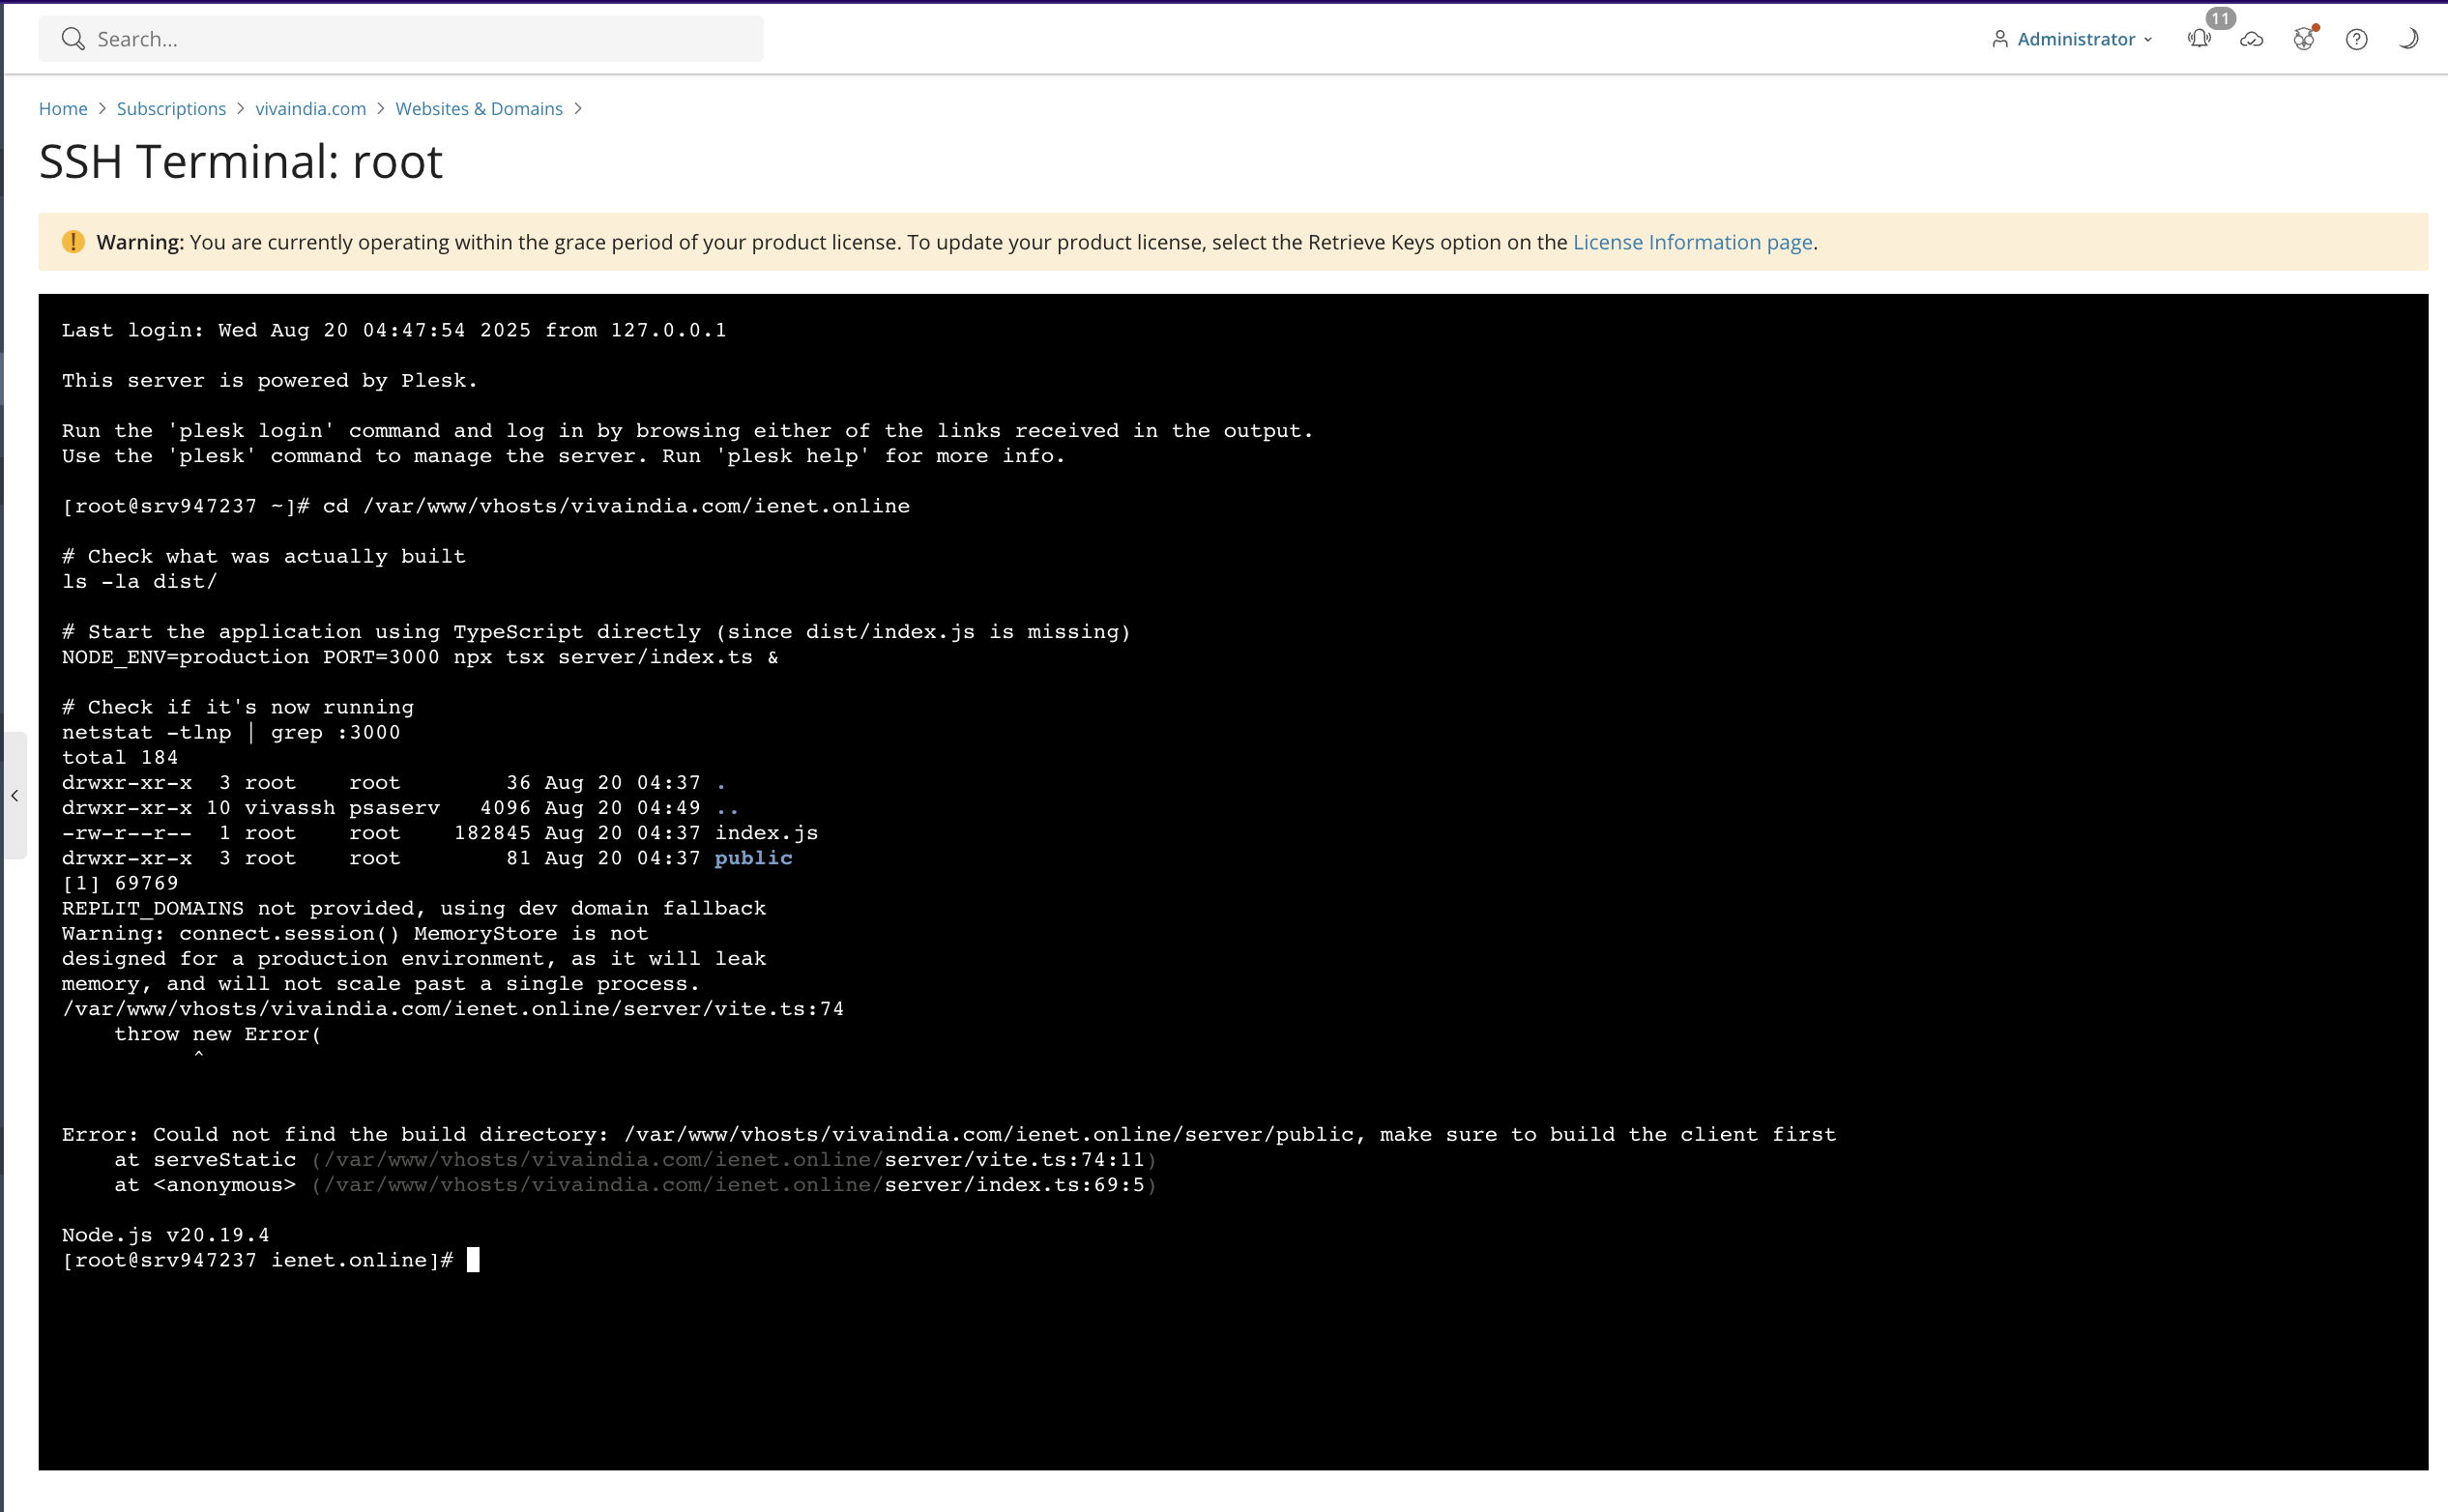 Search...
Administrator
11
Home > Subscriptions > vivaindia.com > Websites & Domains >
SSH Terminal: root
Warning: You are currently operating within the grace period of your product license. To update your product license, select the Retrieve Keys option on the License Information page.
Last login: Wed Aug 20 04:47:54 2025 from 127.0.0.1
This server is powered by Plesk.
Run the 'plesk login' command and log in by browsing either of the links received in the output.
Use the 'plesk' command to manage the server. Run 'plesk help' for more info.
[root@srv947237 ~]# cd /var/www/vhosts/vivaindia.com/ienet.online
# Check what was actually built
ls -la dist/
# Start the application using TypeScript directly (since dist/index.js is missing)
NODE_ENV=production PORT=3000 npx tsx server/index.ts &
# Check if it's now running
netstat -tlnp | grep :3000
total 184
drwxr-xr-x  3 root    root        36 Aug 20 04:37 .
drwxr-xr-x 10 vivassh psaserv   4096 Aug 20 04:49 ..
-rw-r--r--  1 root    root    182845 Aug 20 04:37 index.js
drwxr-xr-x  3 root    root        81 Aug 20 04:37 public
[1] 69769
REPLIT_DOMAINS not provided, using dev domain fallback
Warning: connect.session() MemoryStore is not
designed for a production environment, as it will leak
memory, and will not scale past a single process.
/var/www/vhosts/vivaindia.com/ienet.online/server/vite.ts:74
    throw new Error(
          ^
Error: Could not find the build directory: /var/www/vhosts/vivaindia.com/ienet.online/server/public, make sure to build the client first
    at serveStatic (/var/www/vhosts/vivaindia.com/ienet.online/server/vite.ts:74:11)
    at <anonymous> (/var/www/vhosts/vivaindia.com/ienet.online/server/index.ts:69:5)
Node.js v20.19.4
[root@srv947237 ienet.online]#